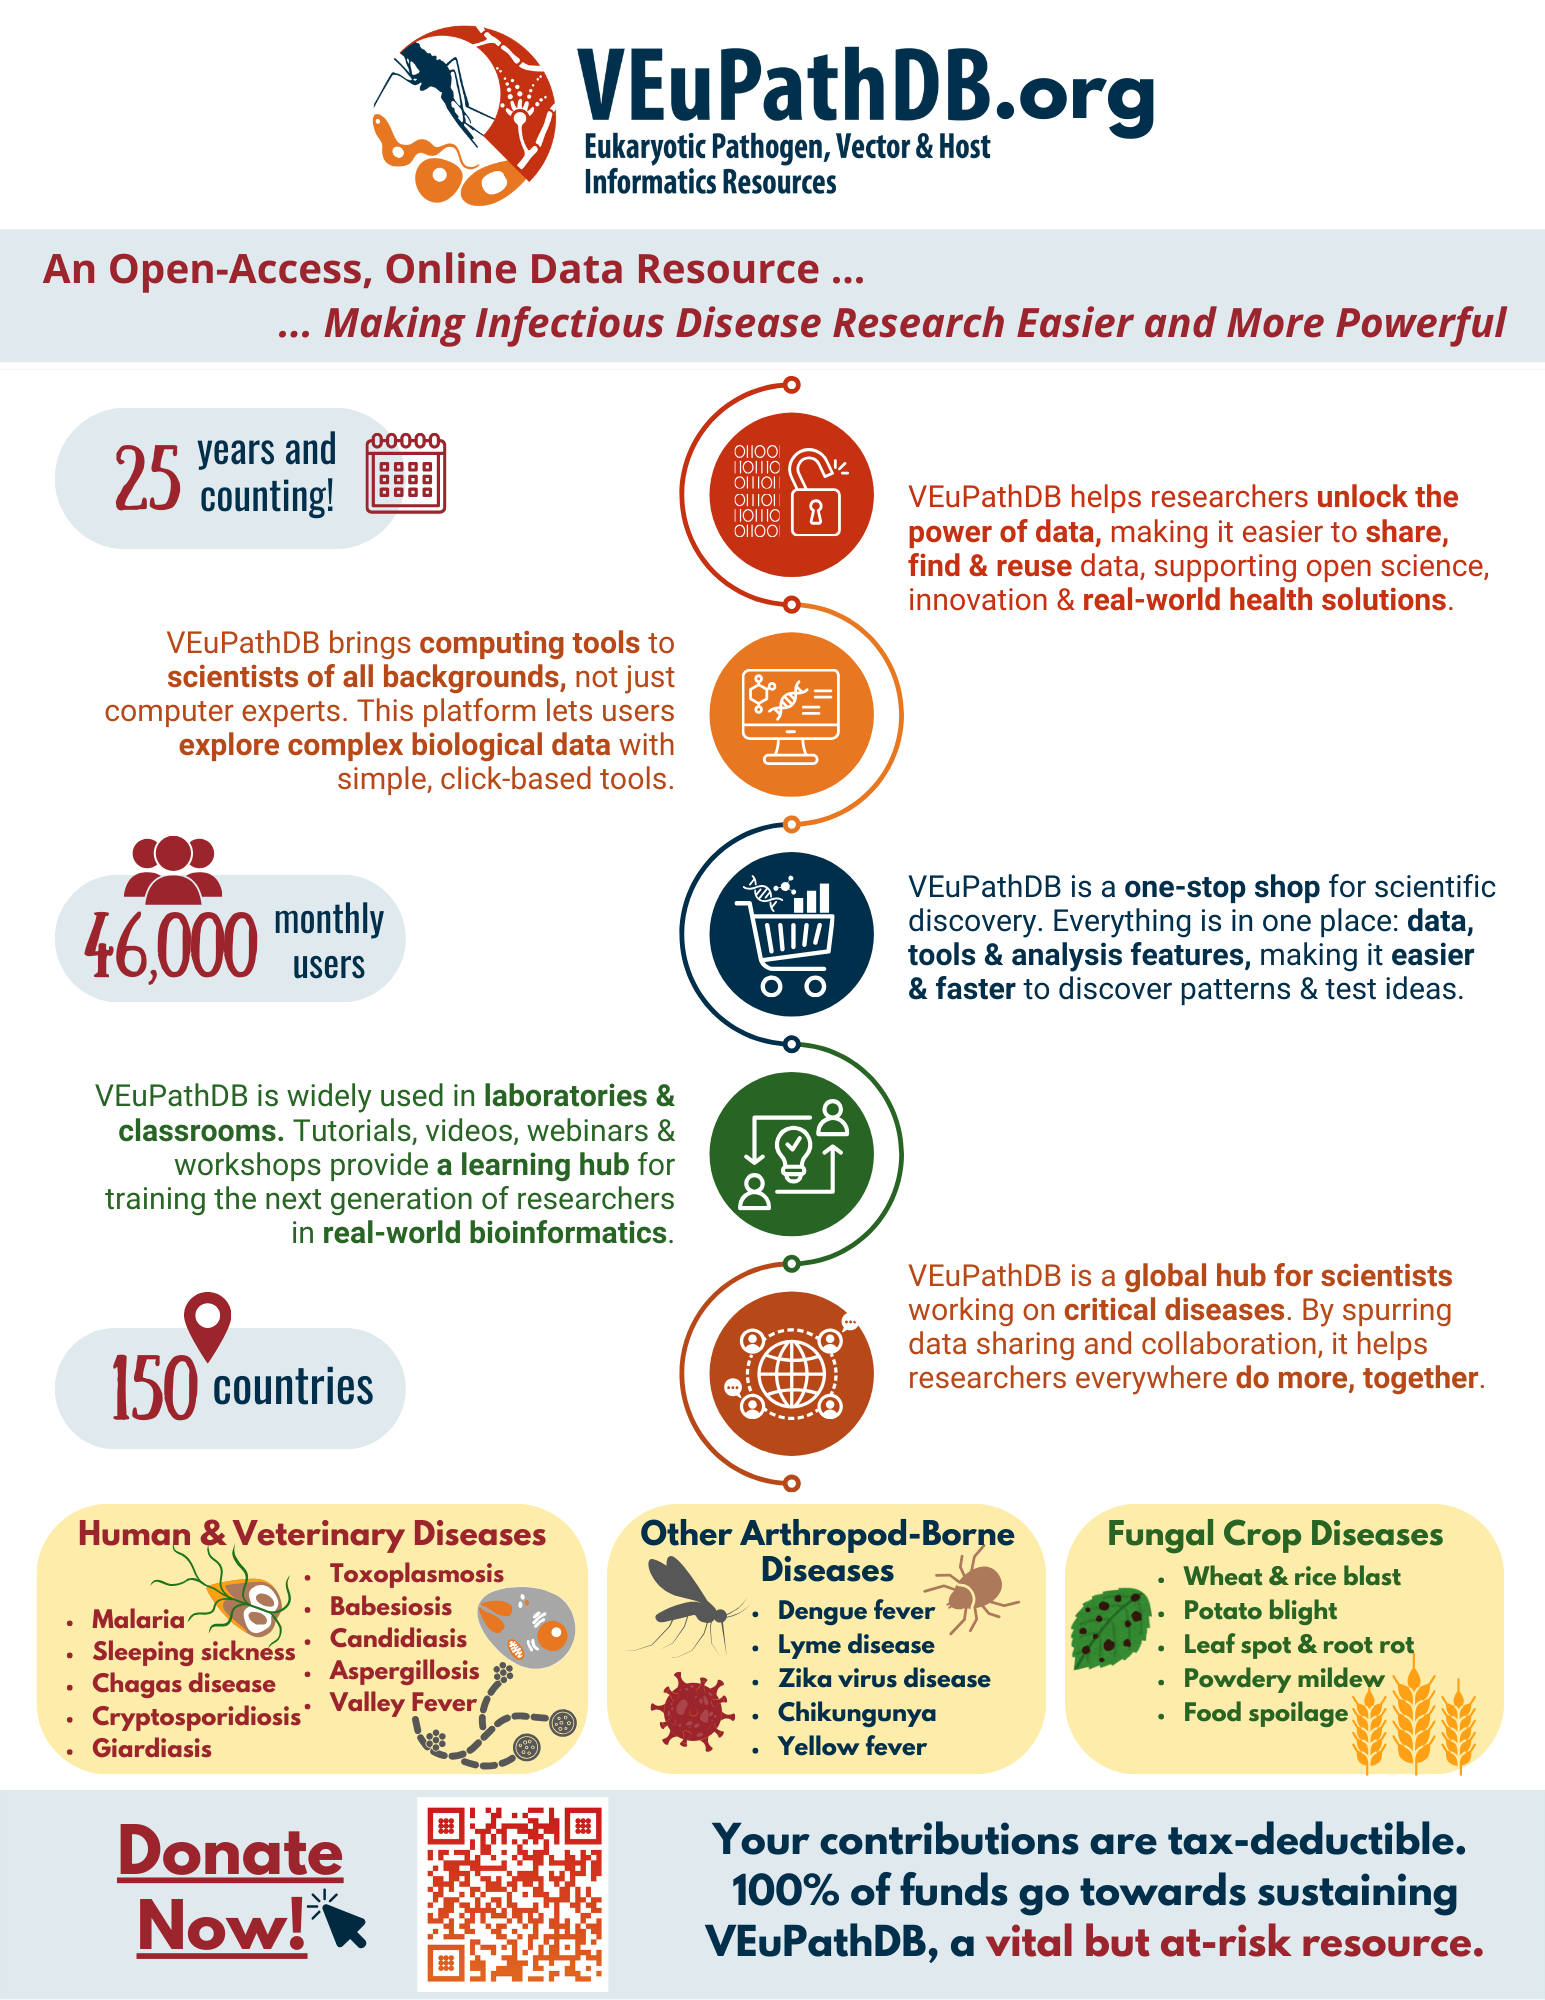 VEuPathDB.org
Eukaryotic Pathogen, Vector & Host
Informatics Resources
An Open-Access, Online Data Resource ...
... Making Infectious Disease Research Easier and More Powerful
25 years and
counting!
OIIOO
IIOIIO
OIIIOI
OIIIOI
IIOIIO
OIIOO
VEuPathDB helps researchers unlock the
power of data, making it easier to share,
find & reuse data, supporting open science,
innovation & real-world health solutions.
VEuPathDB brings computing tools to
scientists of all backgrounds, not just
computer experts. This platform lets users
explore complex biological data with
simple, click-based tools.
46,000 monthly
users
VEuPathDB is a one-stop shop for scientific
discovery. Everything is in one place: data,
tools & analysis features, making it easier
& faster to discover patterns & test ideas.
VEuPathDB is widely used in laboratories &
classrooms. Tutorials, videos, webinars &
workshops provide a learning hub for
training the next generation of researchers
in real-world bioinformatics.
150 countries
VEuPathDB is a global hub for scientists
working on critical diseases. By spurring
data sharing and collaboration, it helps
researchers everywhere do more, together.
Human & Veterinary Diseases
• Malaria
• Sleeping sickness
• Chagas disease
• Cryptosporidiosis
• Giardiasis
• Toxoplasmosis
• Babesiosis
• Candidiasis
• Aspergillosis
• Valley Fever
Other Arthropod-Borne
Diseases
• Dengue fever
• Lyme disease
• Zika virus disease
• Chikungunya
• Yellow fever
Fungal Crop Diseases
• Wheat & rice blast
• Potato blight
• Leaf spot & root rot
• Powdery mildew
• Food spoilage
Donate
Now!
Your contributions are tax-deductible.
100% of funds go towards sustaining
VEuPathDB, a vital but at-risk resource.